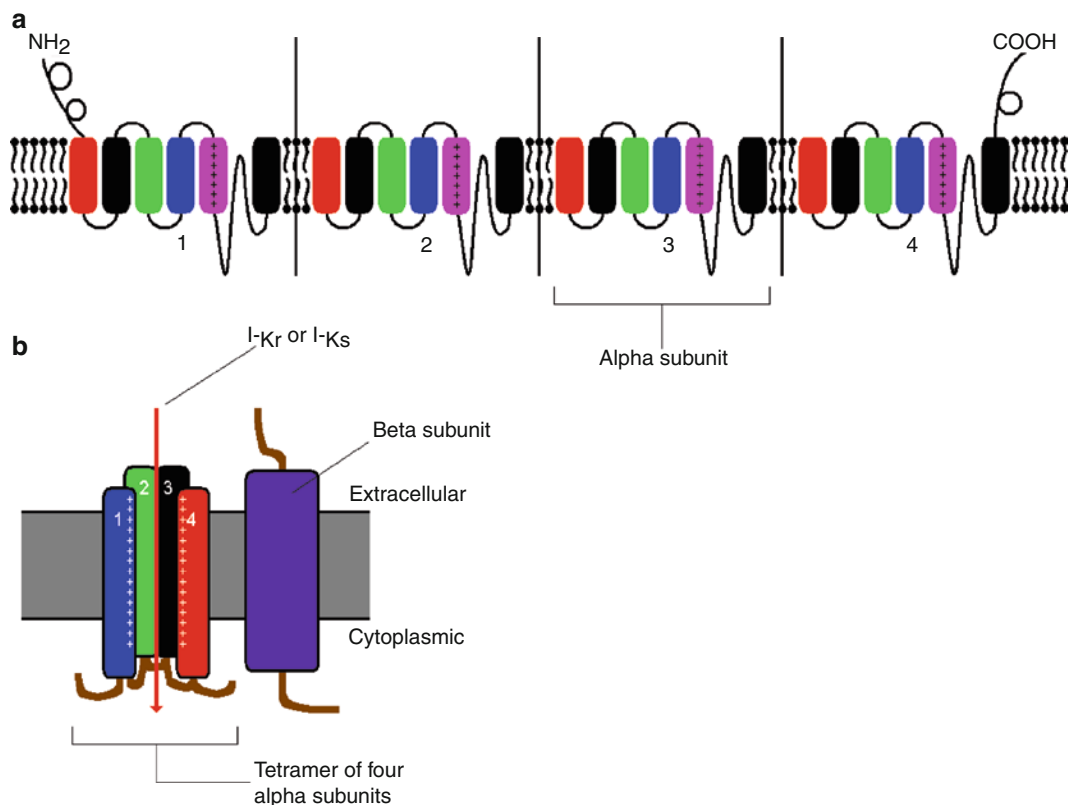 a
NH2
COOH
1
2
3
4
Alpha subunit
b
I-Kr or I-Ks
Beta subunit
Extracellular
2
3
1
4
Cytoplasmic
Tetramer of four
alpha subunits